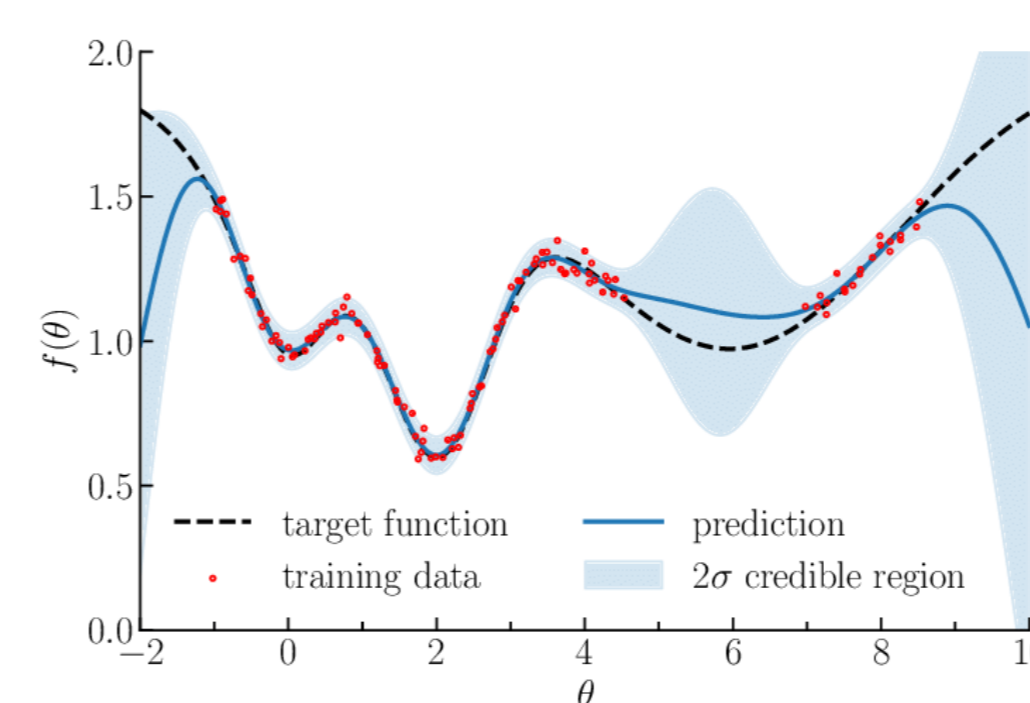 2.0
1.5
1.0
0.5
0.0
f(θ)
target function
prediction
training data
2σ credible region
−2 0 2 4 6 8 1
θ